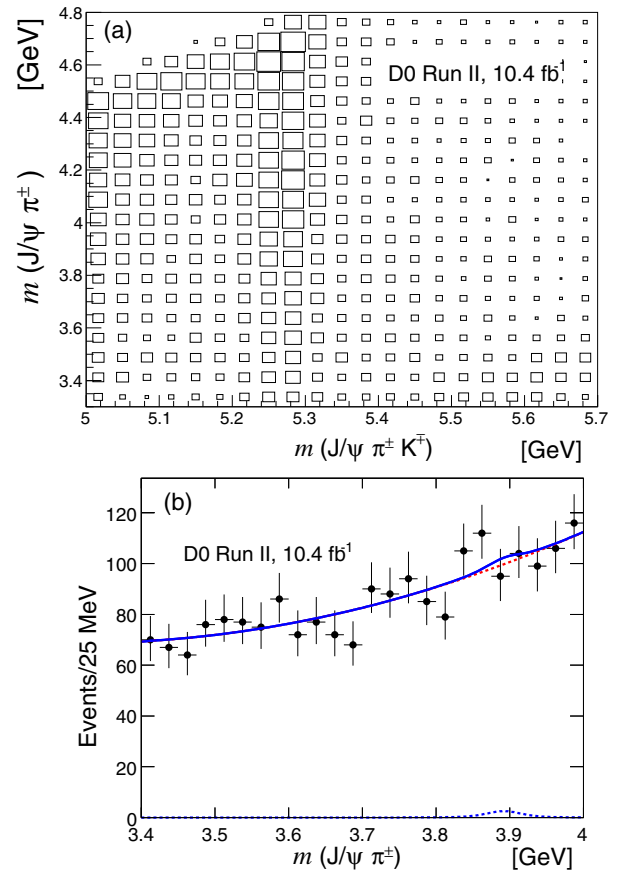 (a)
D0 Run II, 10.4 fb⁻¹
m (J/ψ π±) [GeV]
4.8
4.6
4.4
4.2
4
3.8
3.6
3.4
5 5.1 5.2 5.3 5.4 5.5 5.6 5.7
m (J/ψ π± K∓) [GeV]
(b)
D0 Run II, 10.4 fb⁻¹
Events/25 MeV
120
100
80
60
40
20
0
3.4 3.5 3.6 3.7 3.8 3.9 4
m (J/ψ π±) [GeV]